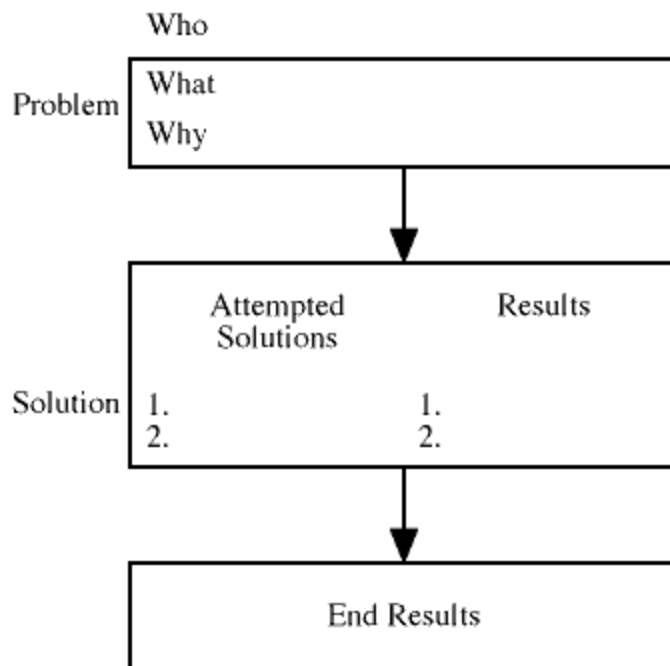 Who
What
Problem
Why
Attempted
Solutions
Results
Solution
1.
2.
1.
2.
End Results